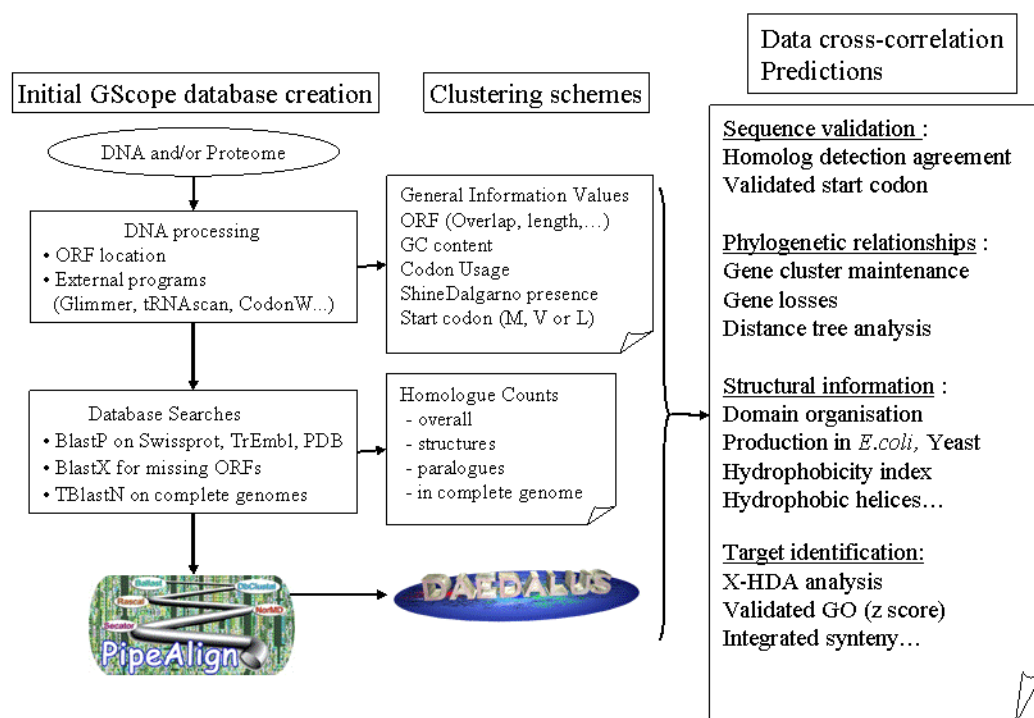 Data cross-correlation
Predictions
Initial GScope database creation
Clustering schemes
DNA and/or Proteome
DNA processing
• ORF location
• External programs
(Glimmer, tRNAscan, CodonW...)
Database Searches
• BlastP on Swissprot, TrEmbl, PDB
• BlastX for missing ORFs
• TBlastN on complete genomes
Ballast
DbClustal
Rascal
NorMD
Secator
PipeAlign
General Information Values
ORF (Overlap, length,…)
GC content
Codon Usage
ShineDalgarno presence
Start codon (M, V or L)
Homologue Counts
- overall
- structures
- paralogues
- in complete genome
DAEDALUS
Sequence validation :
Homolog detection agreement
Validated start codon
Phylogenetic relationships :
Gene cluster maintenance
Gene losses
Distance tree analysis
Structural information :
Domain organisation
Production in E.coli, Yeast
Hydrophobicity index
Hydrophobic helices…
Target identification:
X-HDA analysis
Validated GO (z score)
Integrated synteny…